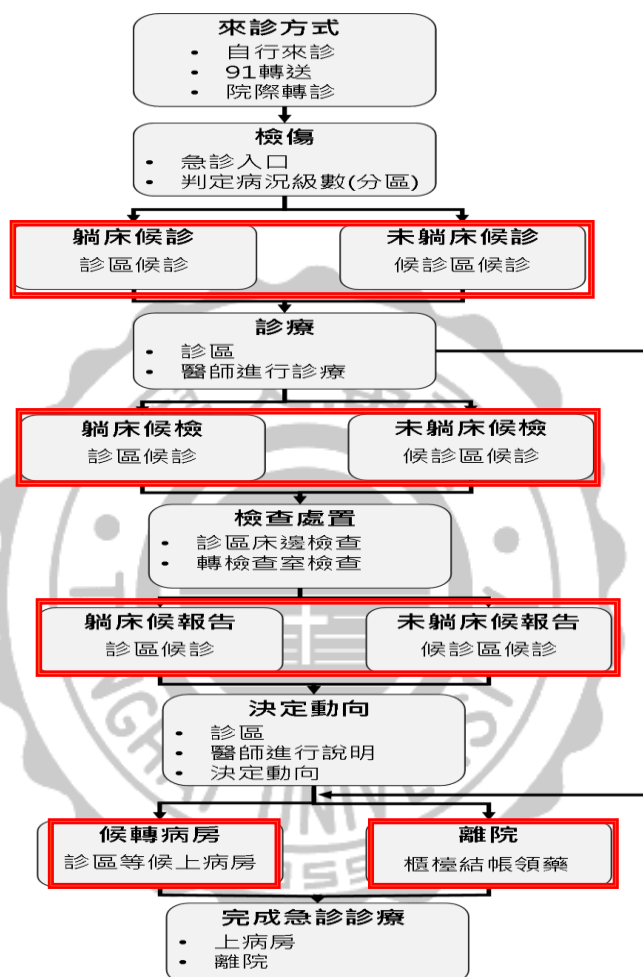 來診方式
• 自行來診
• 91轉送
• 院際轉診
檢傷
• 急診入口
• 判定病況級數(分區)
躺床候診
診區候診
未躺床候診
候診區候診
診療
• 診區
• 醫師進行診療
躺床候檢
診區候診
未躺床候檢
候診區候診
檢查處置
• 診區床邊檢查
• 轉檢查室檢查
躺床候報告
診區候診
未躺床候報告
候診區候診
決定動向
• 診區
• 醫師進行說明
• 決定動向
候轉病房
診區等候上病房
離院
櫃檯結帳領藥
完成急診診療
• 上病房
• 離院